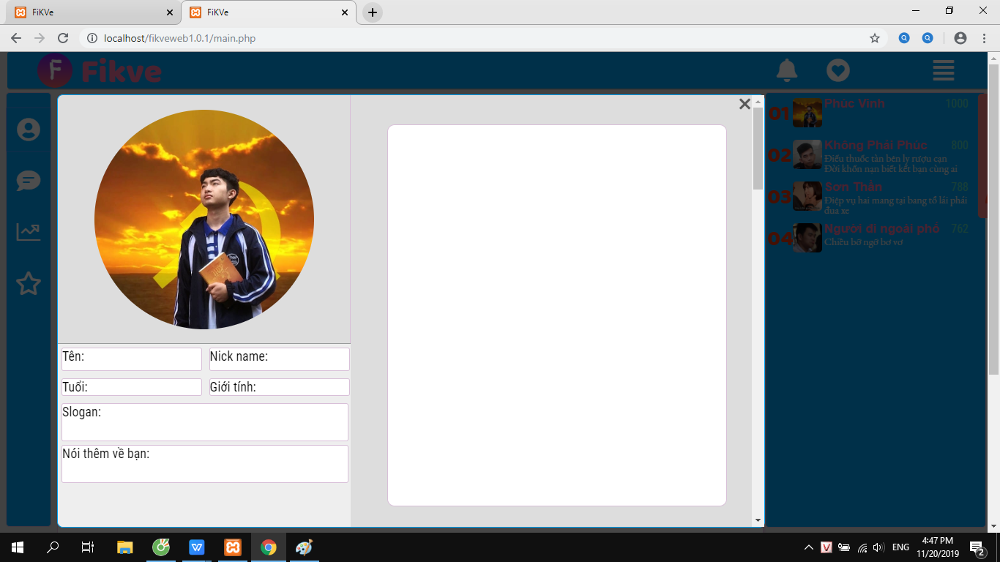 FiKVe
FiKVe
localhost/fikveweb1.0.1/main.php
Fikve
Tên:
Nick name:
Tuổi:
Giới tính:
Slogan:
Nói thêm về bạn:
01 Phúc Vĩnh 1000
02 Không Phải Phúc 800
Điếu thuốc tàn bên ly rượu cạn
Đời khốn nạn biết kết bạn cùng ai
03 Sơn Thần 788
Điệp vụ hai mang tại bang tổ lái phải
đua xe
04 Người đi ngoài phố 762
Chiều bỡ ngỡ bơ vơ
ENG
4:47 PM
11/20/2019
2